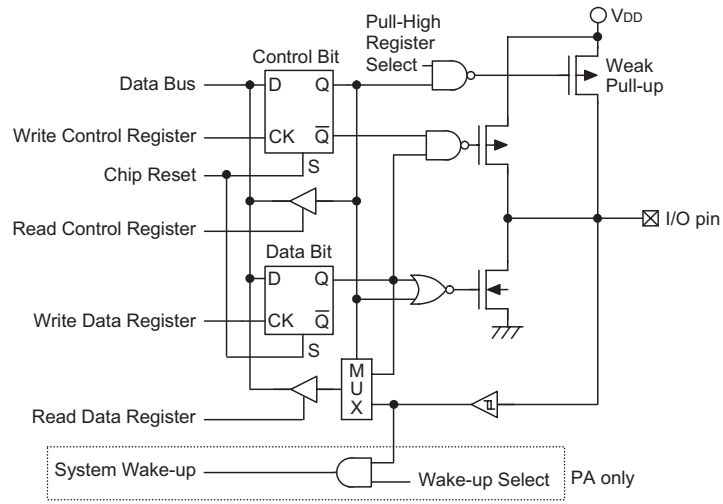 VDD
Pull-High
Register
Select
Control Bit
Weak
Pull-up
Data Bus
D
Q
Write Control Register
CK
Q
S
Chip Reset
I/O pin
Read Control Register
Data Bit
D
Q
Write Data Register
CK
Q
S
M
U
X
Read Data Register
System Wake-up
Wake-up Select
PA only